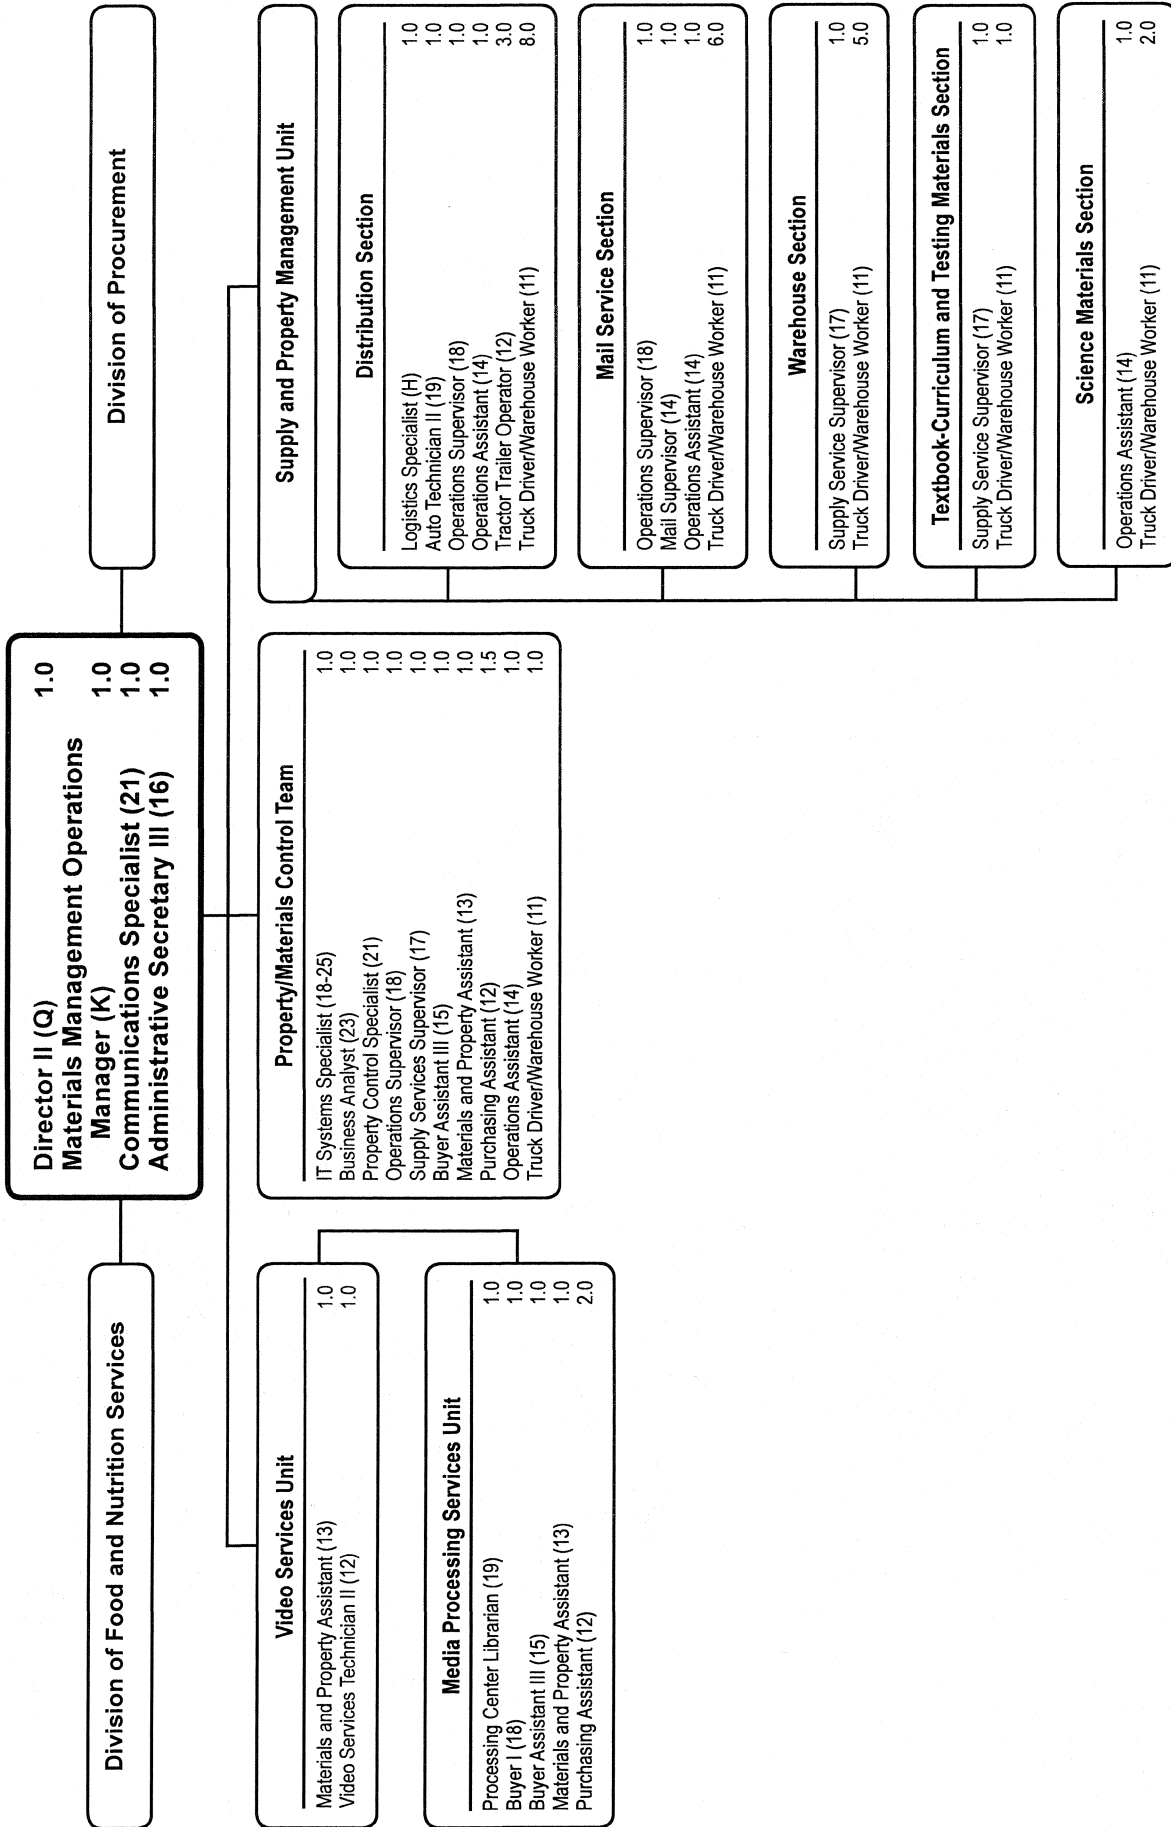 Director II (Q) 1.0
Materials Management Operations
Manager (K) 1.0
Communications Specialist (21) 1.0
Administrative Secretary III (16) 1.0
Division of Food and Nutrition Services
Division of Procurement
Video Services Unit
Materials and Property Assistant (13) 1.0
Video Services Technician II (12) 1.0
Media Processing Services Unit
Processing Center Librarian (19) 1.0
Buyer I (18) 1.0
Buyer Assistant III (15) 1.0
Materials and Property Assistant (13) 1.0
Purchasing Assistant (12) 2.0
Property/Materials Control Team
IT Systems Specialist (18-25) 1.0
Business Analyst (23) 1.0
Property Control Specialist (21) 1.0
Operations Supervisor (18) 1.0
Supply Services Supervisor (17) 1.0
Buyer Assistant III (15) 1.0
Materials and Property Assistant (13) 1.0
Purchasing Assistant (12) 1.5
Operations Assistant (14) 1.0
Truck Driver/Warehouse Worker (11) 1.0
Supply and Property Management Unit
Distribution Section
Logistics Specialist (H) 1.0
Auto Technician II (19) 1.0
Operations Supervisor (18) 1.0
Operations Assistant (14) 1.0
Tractor Trailer Operator (12) 3.0
Truck Driver/Warehouse Worker (11) 8.0
Mail Service Section
Operations Supervisor (18) 1.0
Mail Supervisor (14) 1.0
Operations Assistant (14) 1.0
Truck Driver/Warehouse Worker (11) 6.0
Warehouse Section
Supply Service Supervisor (17) 1.0
Truck Driver/Warehouse Worker (11) 5.0
Textbook-Curriculum and Testing Materials Section
Supply Service Supervisor (17) 1.0
Truck Driver/Warehouse Worker (11) 1.0
Science Materials Section
Operations Assistant (14) 1.0
Truck Driver/Warehouse Worker (11) 2.0